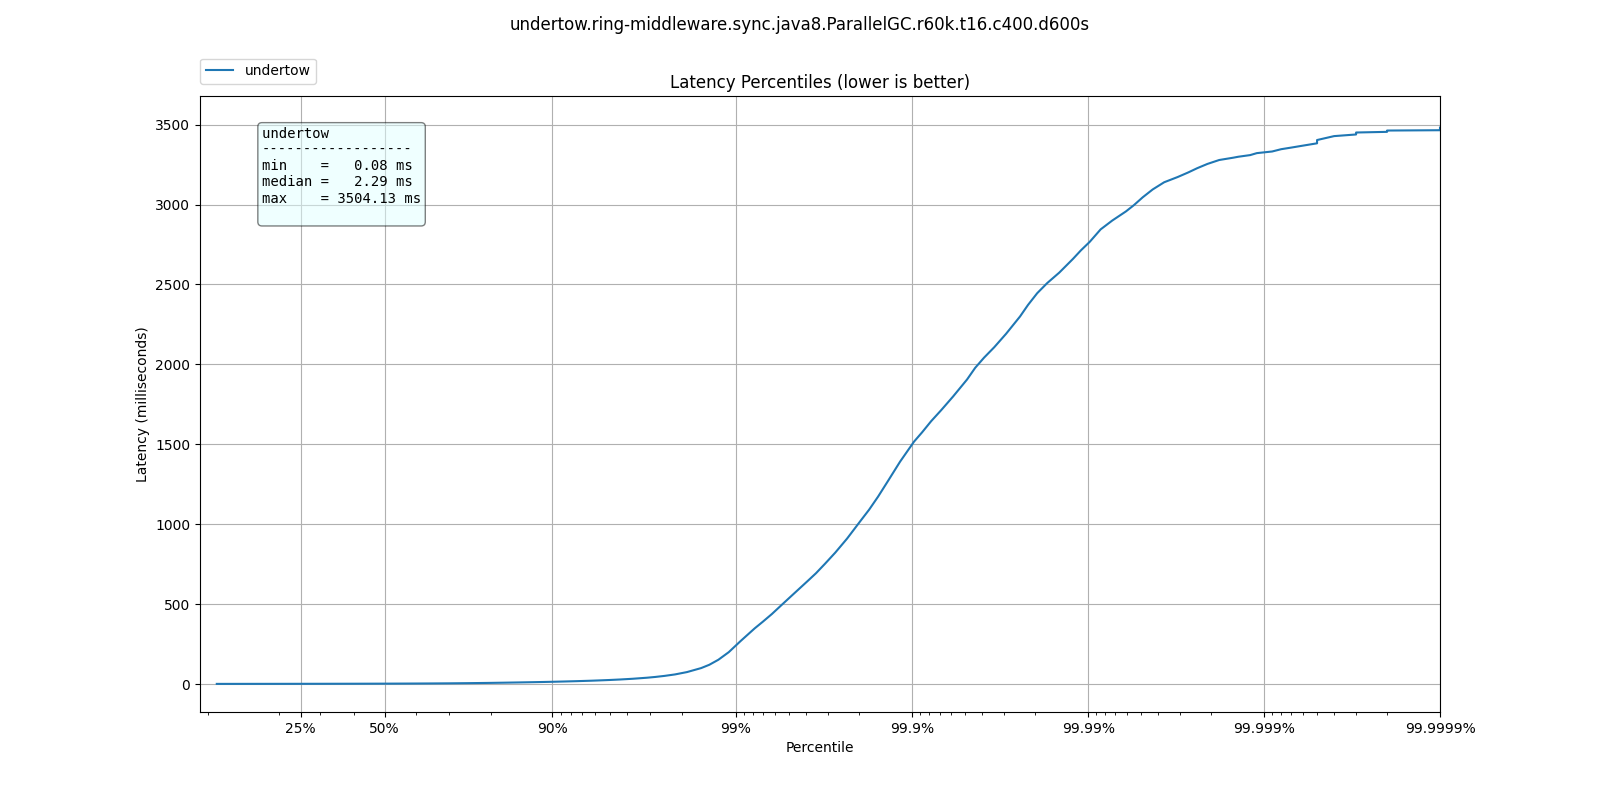 undertow.ring-middleware.sync.java8.ParallelGC.r60k.t16.c400.d600s
undertow
Latency Percentiles (lower is better)
undertow
------------------
min    =   0.08 ms
median =   2.29 ms
max    = 3504.13 ms
3500
3000
2500
2000
1500
1000
500
0
Latency (milliseconds)
25% 50% 90% 99% 99.9% 99.99% 99.999% 99.9999%
Percentile